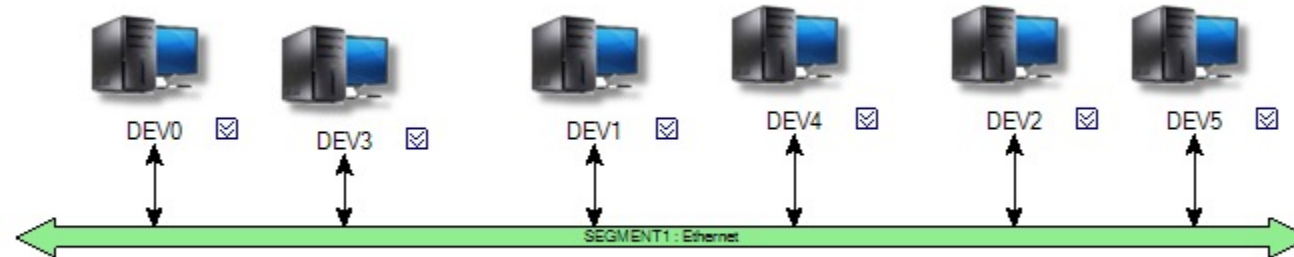 DEV0
DEV3
DEV1
DEV4
DEV2
DEV5
SEGMENT1 : Ethernet